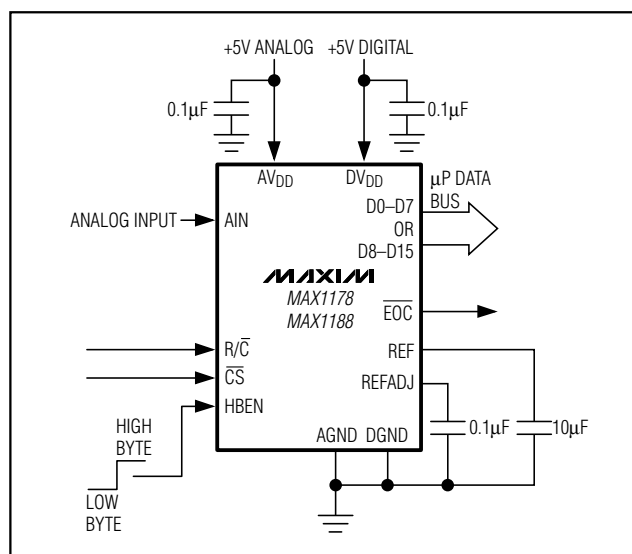 +5V ANALOG
+5V DIGITAL
0.1µF
0.1µF
AVDD
DVDD
µP DATA
BUS
D0–D7
OR
D8–D15
ANALOG INPUT
AIN
MAXIM
MAX1178
MAX1188
EOC
R/C
REF
CS
REFADJ
HBEN
HIGH
BYTE
LOW
BYTE
AGND
DGND
0.1µF
10µF